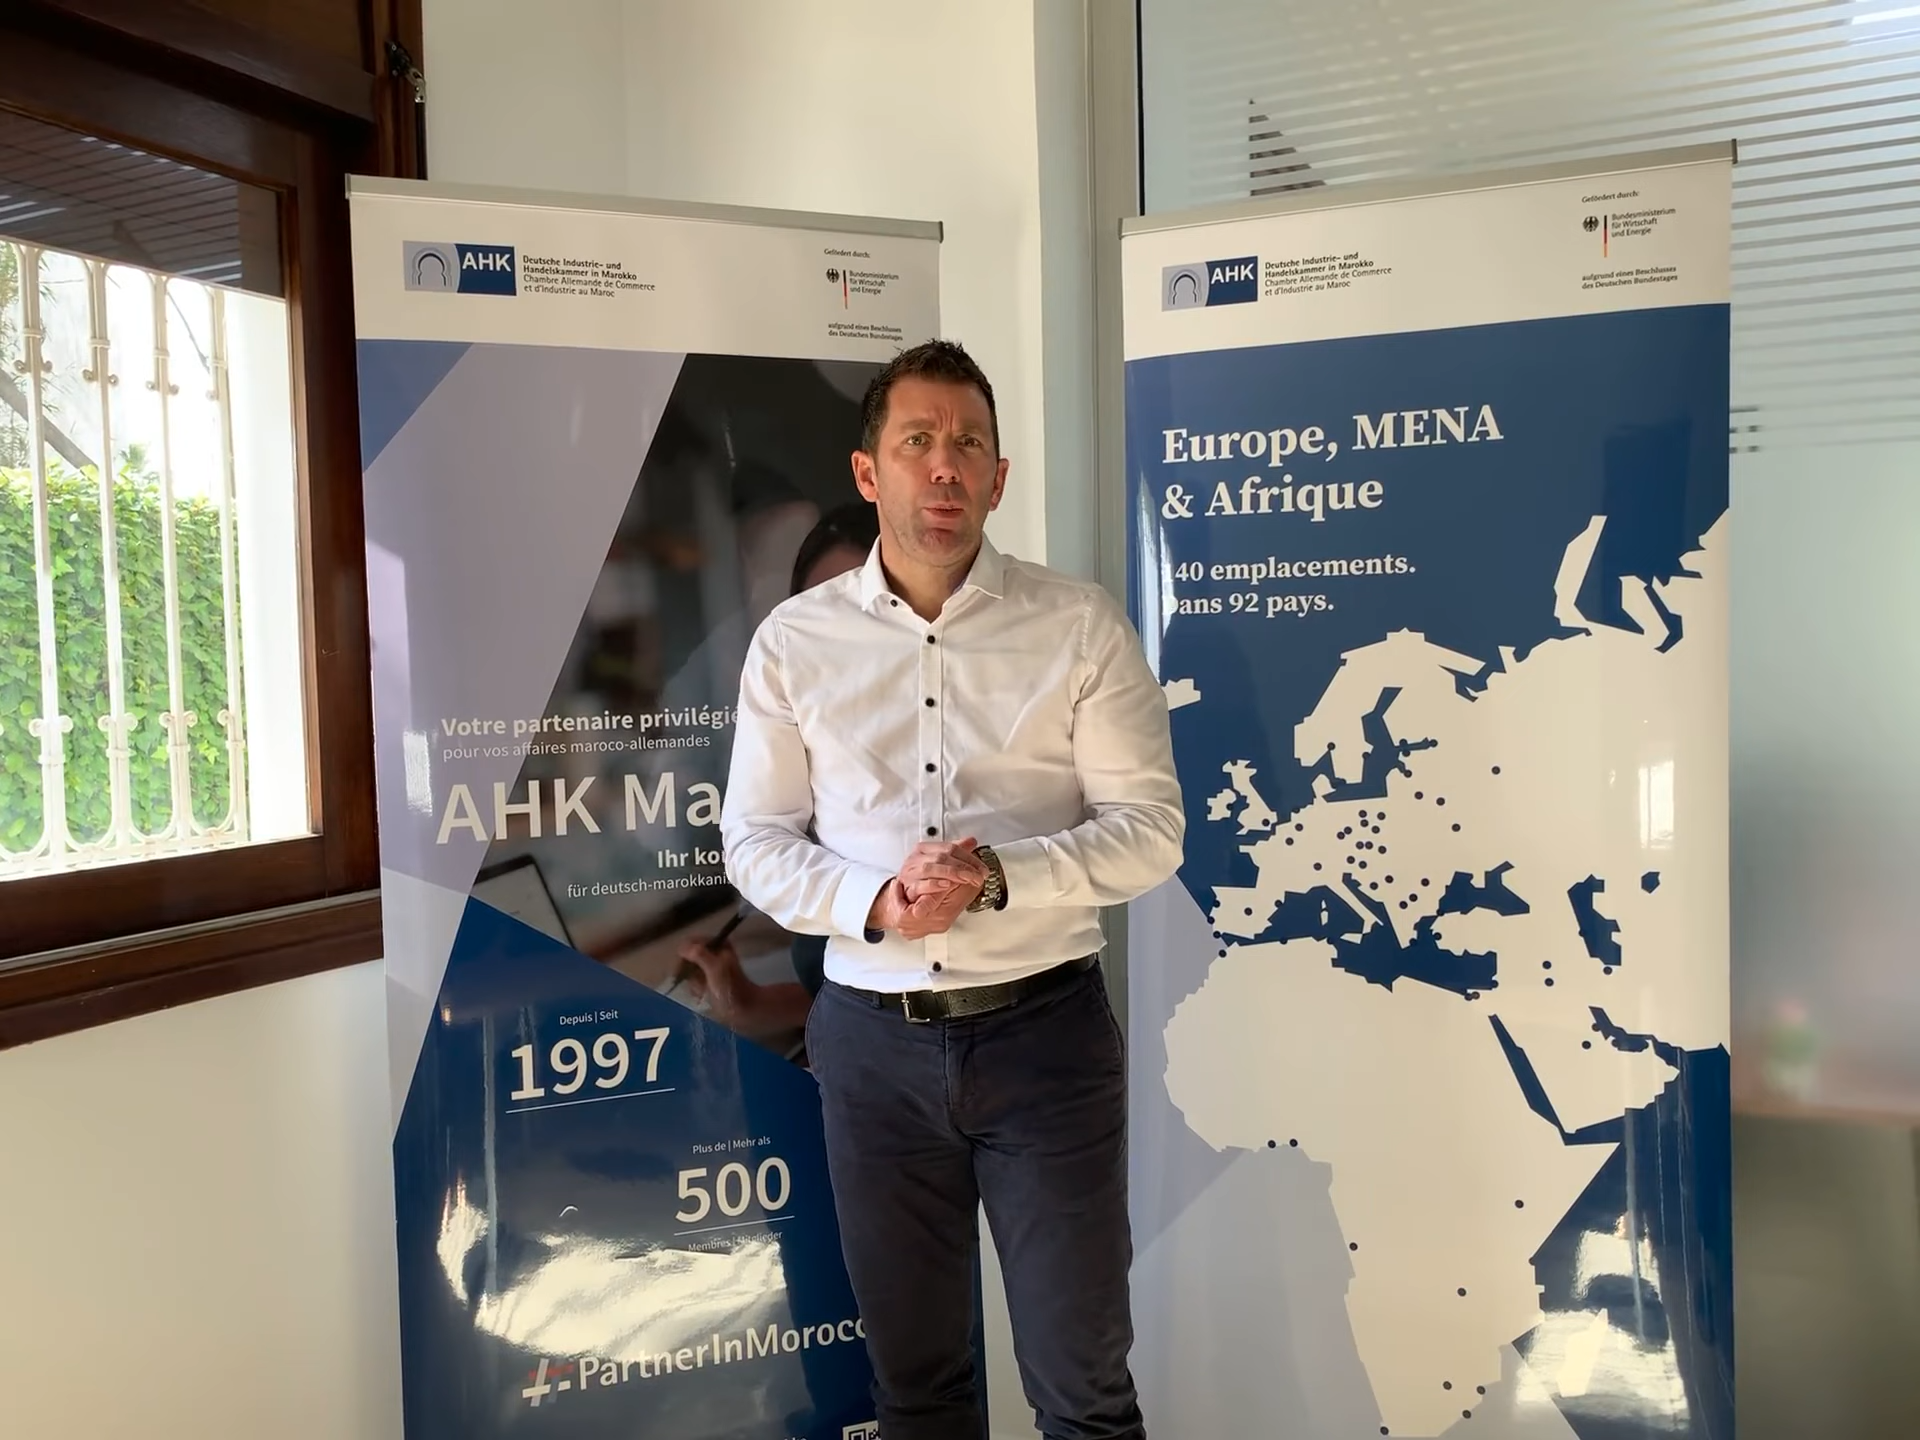 AHK
Deutsche Industrie- und
Handelskammer in Marokko
Chambre Allemande de Commerce
et d'Industrie au Maroc
Gefördert durch:
Bundesministerium
für Wirtschaft
und Energie
aufgrund eines Beschlusses
des Deutschen Bundestages
Votre partenaire privilégié
pour vos affaires maroco-allemandes
AHK Ma
Ihr ko
für deutsch-marokkani
Depuis | Seit
1997
Plus de | Mehr als
500
Membres | Mitglieder
#PartnerInMoroc
AHK
Deutsche Industrie- und
Handelskammer in Marokko
Chambre Allemande de Commerce
et d'Industrie au Maroc
Gefördert durch:
Bundesministerium
für Wirtschaft
und Energie
aufgrund eines Beschlusses
des Deutschen Bundestages
Europe, MENA
& Afrique
140 emplacements.
Dans 92 pays.